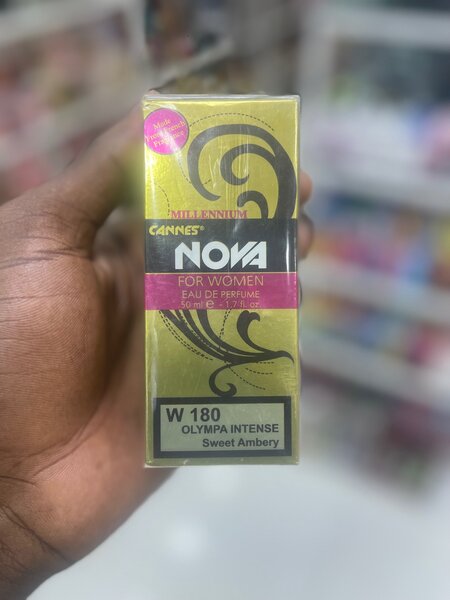 Made
From French
Fragrance
MILLENNIUM
CANNES®
NOVA
FOR WOMEN
EAU DE PERFUME
50 ml e - 1.7 fl. oz
W 180
OLYMPA INTENSE
Sweet Ambery